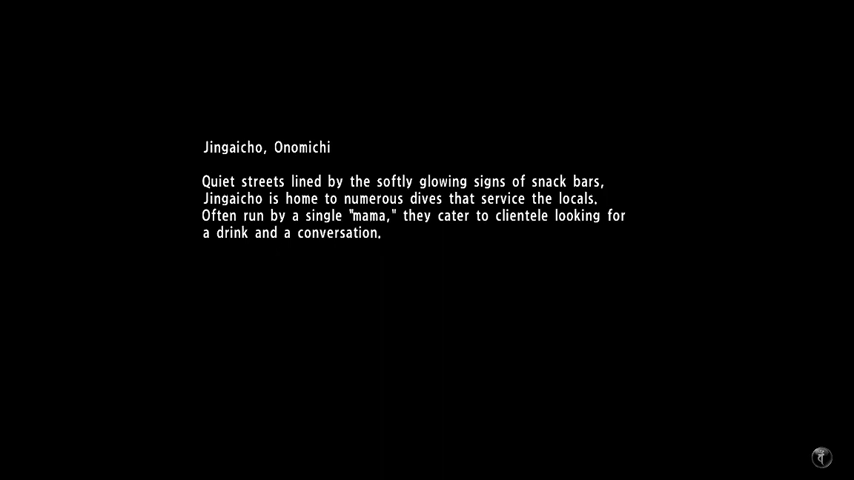 Jingaicho, Onomichi
Quiet streets lined by the softly glowing signs of snack bars,
Jingaicho is home to numerous dives that service the locals.
Often run by a single "mama," they cater to clientele looking for
a drink and a conversation.